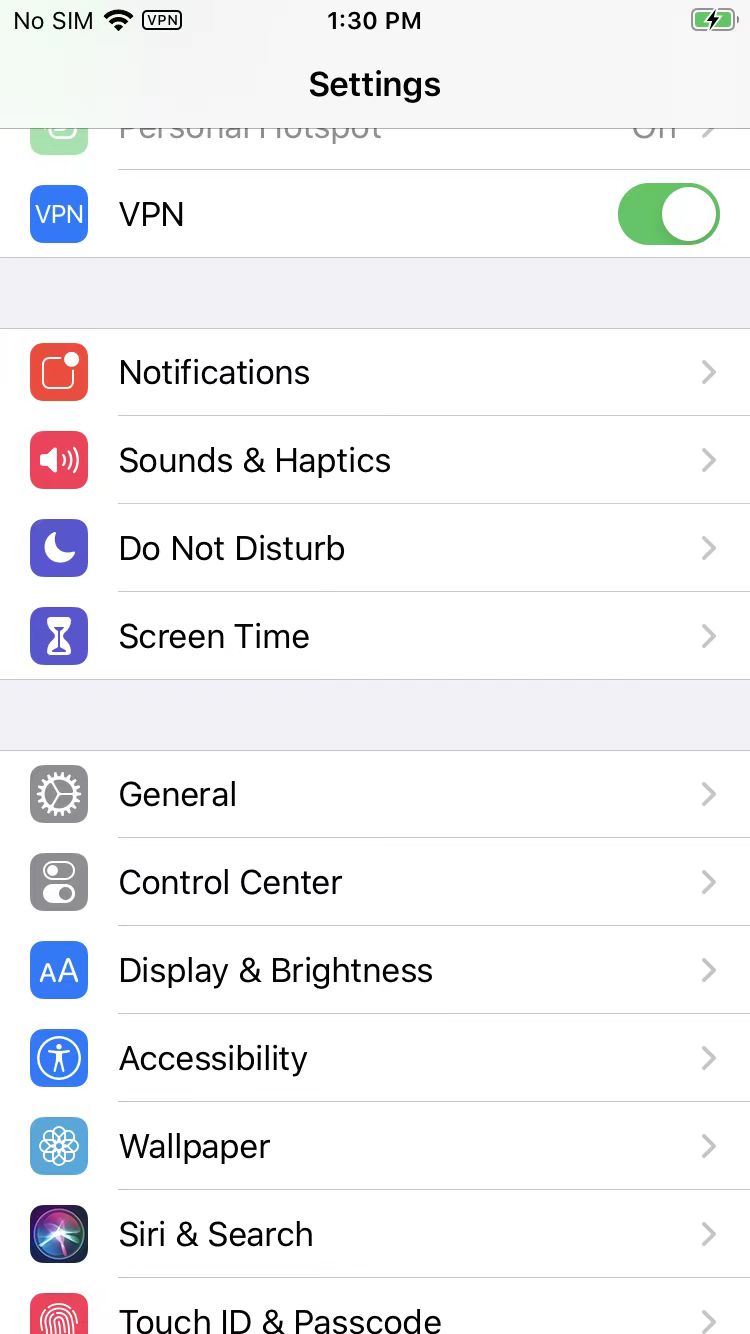 No SIM VPN 1:30 PM
Settings
Personal Hotspot Off
VPN VPN
Notifications
Sounds & Haptics
Do Not Disturb
Screen Time
General
Control Center
AA Display & Brightness
Accessibility
Wallpaper
Siri & Search
Touch ID & Passcode